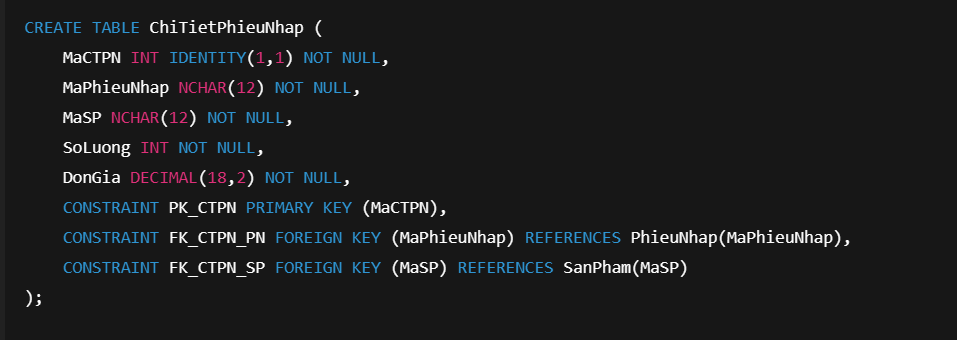 CREATE TABLE ChiTietPhieuNhap (
    MaCTPN INT IDENTITY(1,1) NOT NULL,
    MaPhieuNhap NCHAR(12) NOT NULL,
    MaSP NCHAR(12) NOT NULL,
    SoLuong INT NOT NULL,
    DonGia DECIMAL(18,2) NOT NULL,
    CONSTRAINT PK_CTPN PRIMARY KEY (MaCTPN),
    CONSTRAINT FK_CTPN_PN FOREIGN KEY (MaPhieuNhap) REFERENCES PhieuNhap(MaPhieuNhap),
    CONSTRAINT FK_CTPN_SP FOREIGN KEY (MaSP) REFERENCES SanPham(MaSP)
);